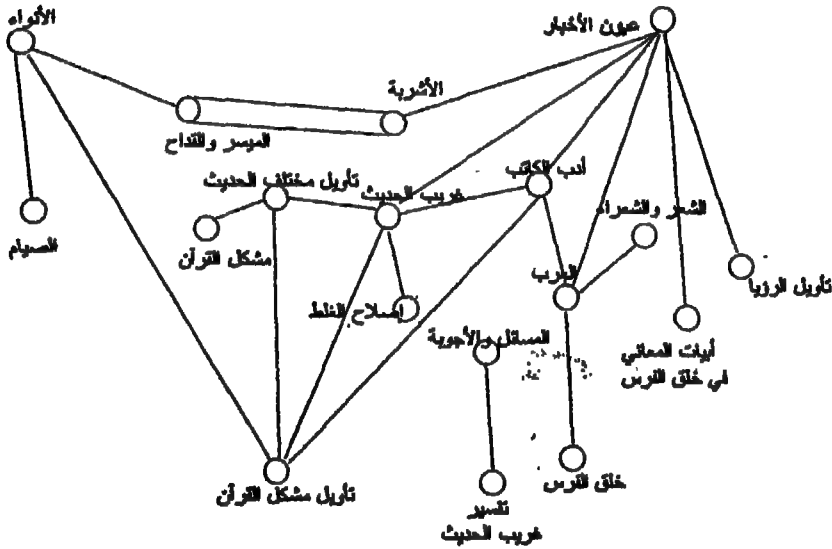 الأنواء
عيون الأخبار
الأشربة
الميسر والقداح
أدب الكاتب
تأويل مختلف الحديث
غريب الحديث
الشعر والشعراء
الصيام
مشكل القرآن
العرب
تأويل الرؤيا
إصلاح الغلط
المسائل والأجوبة
أبيات المعاني
في خلق الفرس
تأويل مشكل القرآن
خلق الفرس
تفسير
غريب الحديث